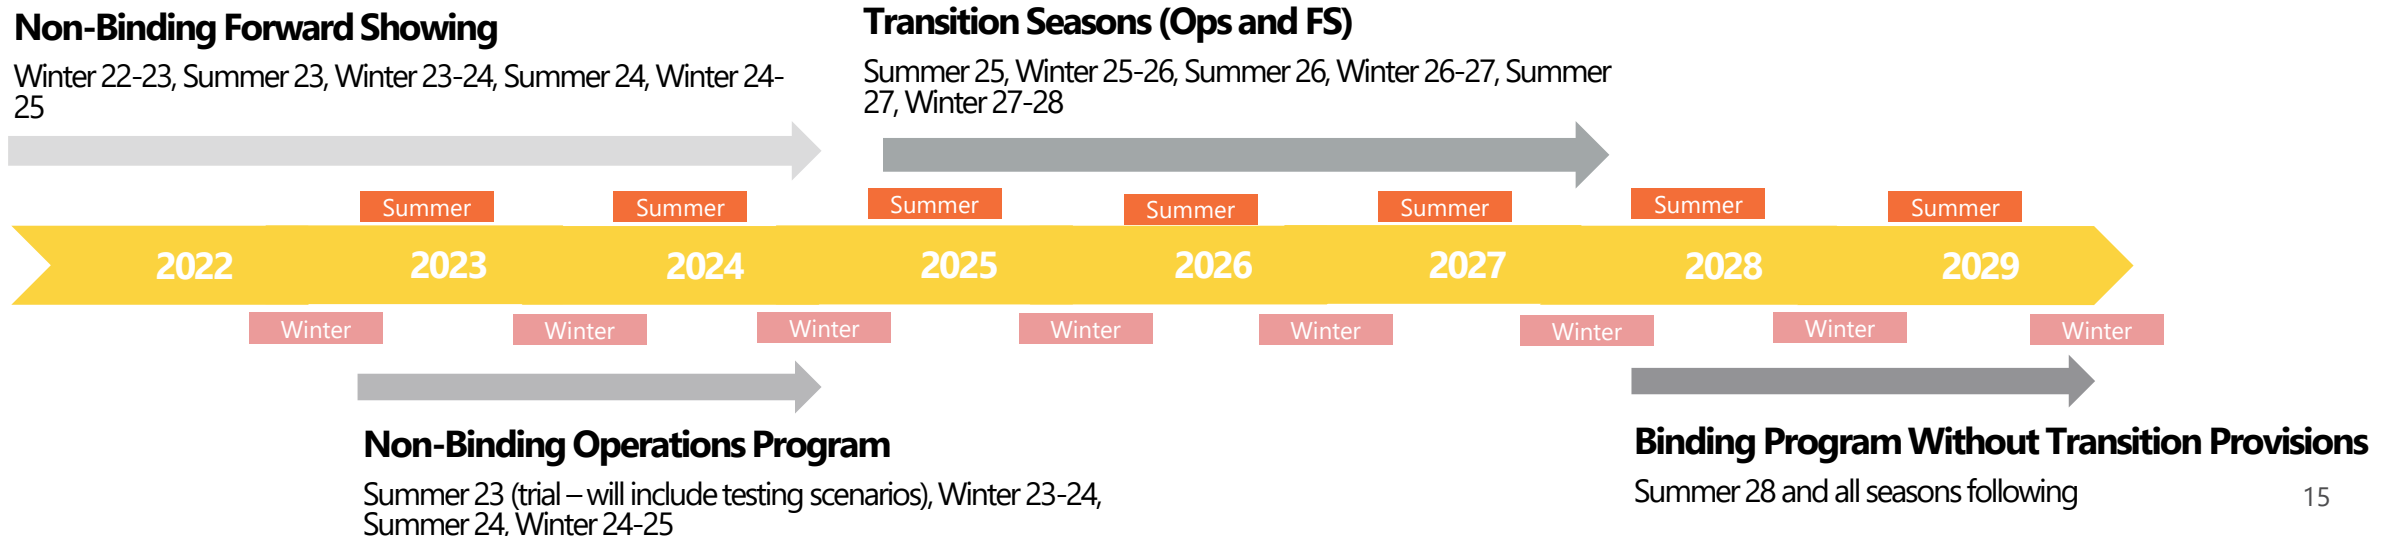 Non-Binding Forward Showing
Winter 22-23, Summer 23, Winter 23-24, Summer 24, Winter 24-
25
Transition Seasons (Ops and FS)
Summer 25, Winter 25-26, Summer 26, Winter 26-27, Summer
27, Winter 27-28
Summer
Summer
Summer
Summer
Summer
Summer
Summer
2022
2023
2024
2025
2026
2027
2028
2029
Winter
Winter
Winter
Winter
Winter
Winter
Winter
Winter
Non-Binding Operations Program
Summer 23 (trial – will include testing scenarios), Winter 23-24,
Summer 24, Winter 24-25
Binding Program Without Transition Provisions
Summer 28 and all seasons following
15